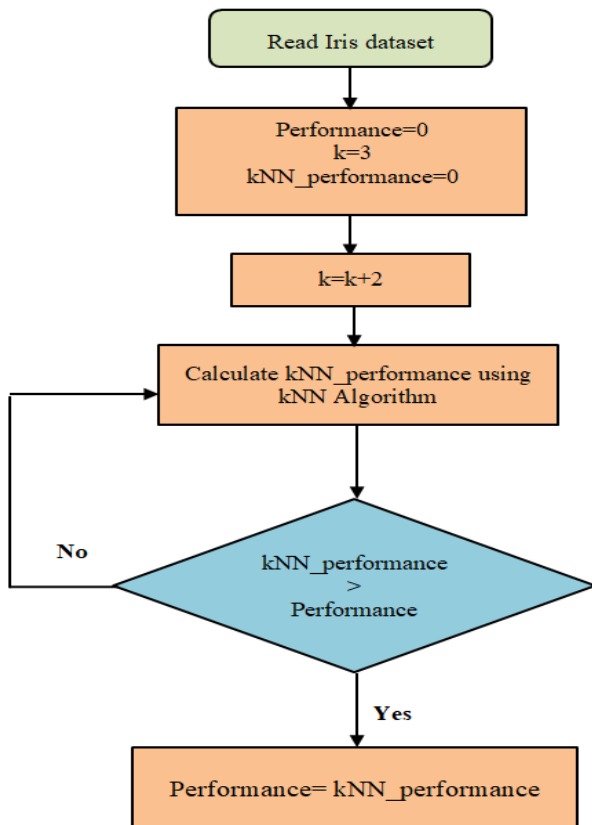 Read Iris dataset
Performance=0
k=3
kNN_performance=0
k=k+2
Calculate kNN_performance using
kNN Algorithm
No
kNN_performance
>
Performance
Yes
Performance= kNN_performance